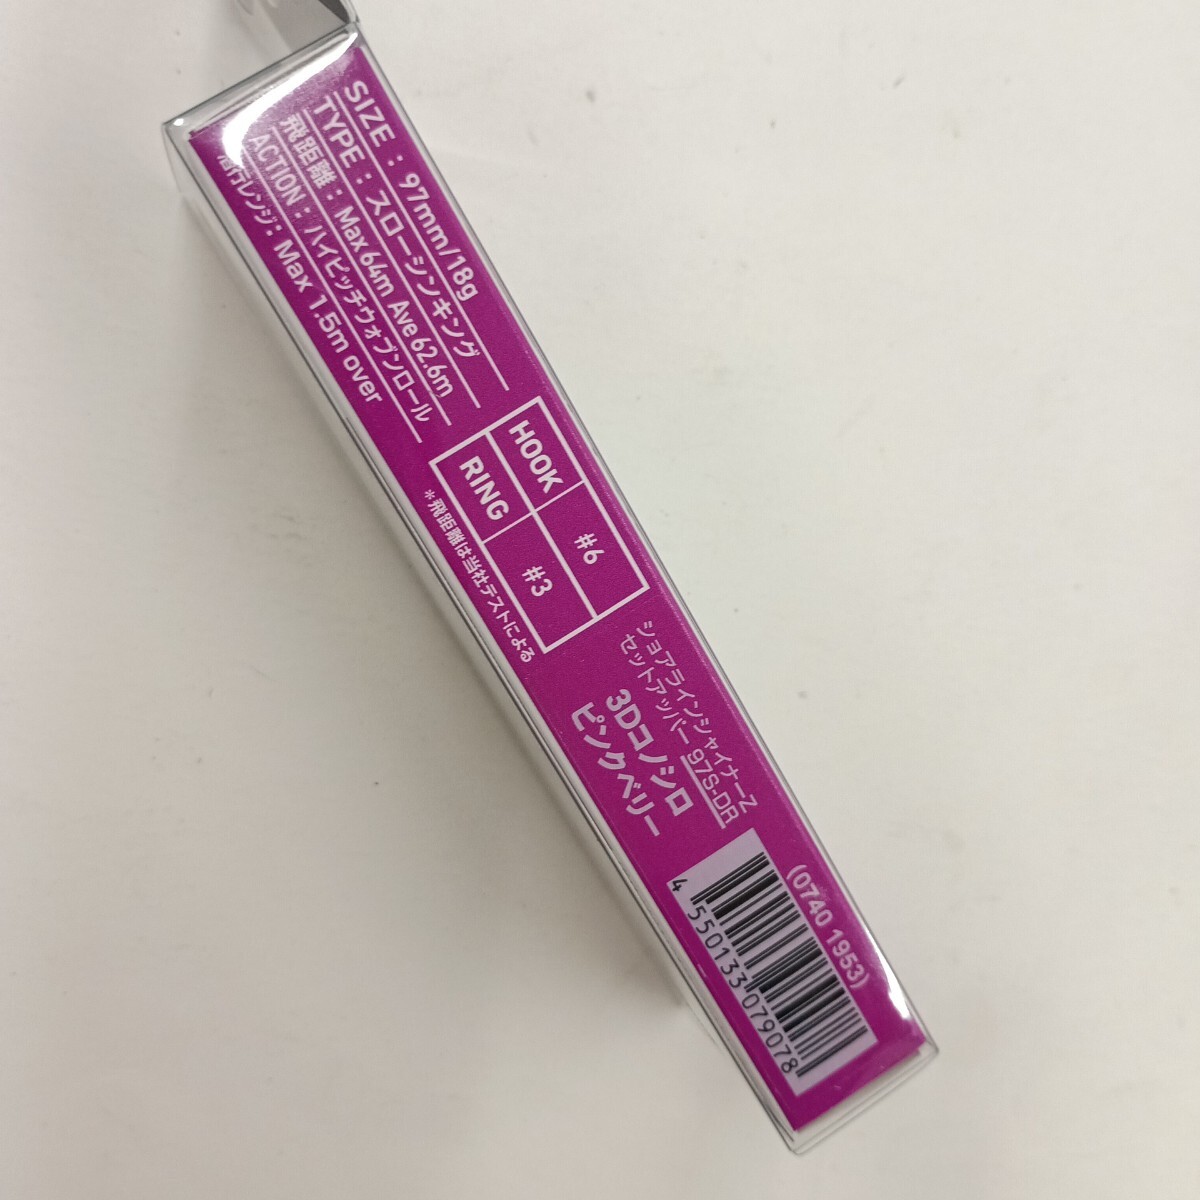 SIZE : 97mm/18g
TYPE : スローシンキング
飛距離 : Max 64m Ave 62.6m
ACTION : ハイピッチウォブンロール
泳行レンジ : Max 1.5m over
HOOK #6
RING #3
*飛距離は当社テストによる
ショアラインシャイナーZ
セットアッパー 97S-DR
3Dコノシロ
ピンクベリー
(0740 1953)
4 550133 079078